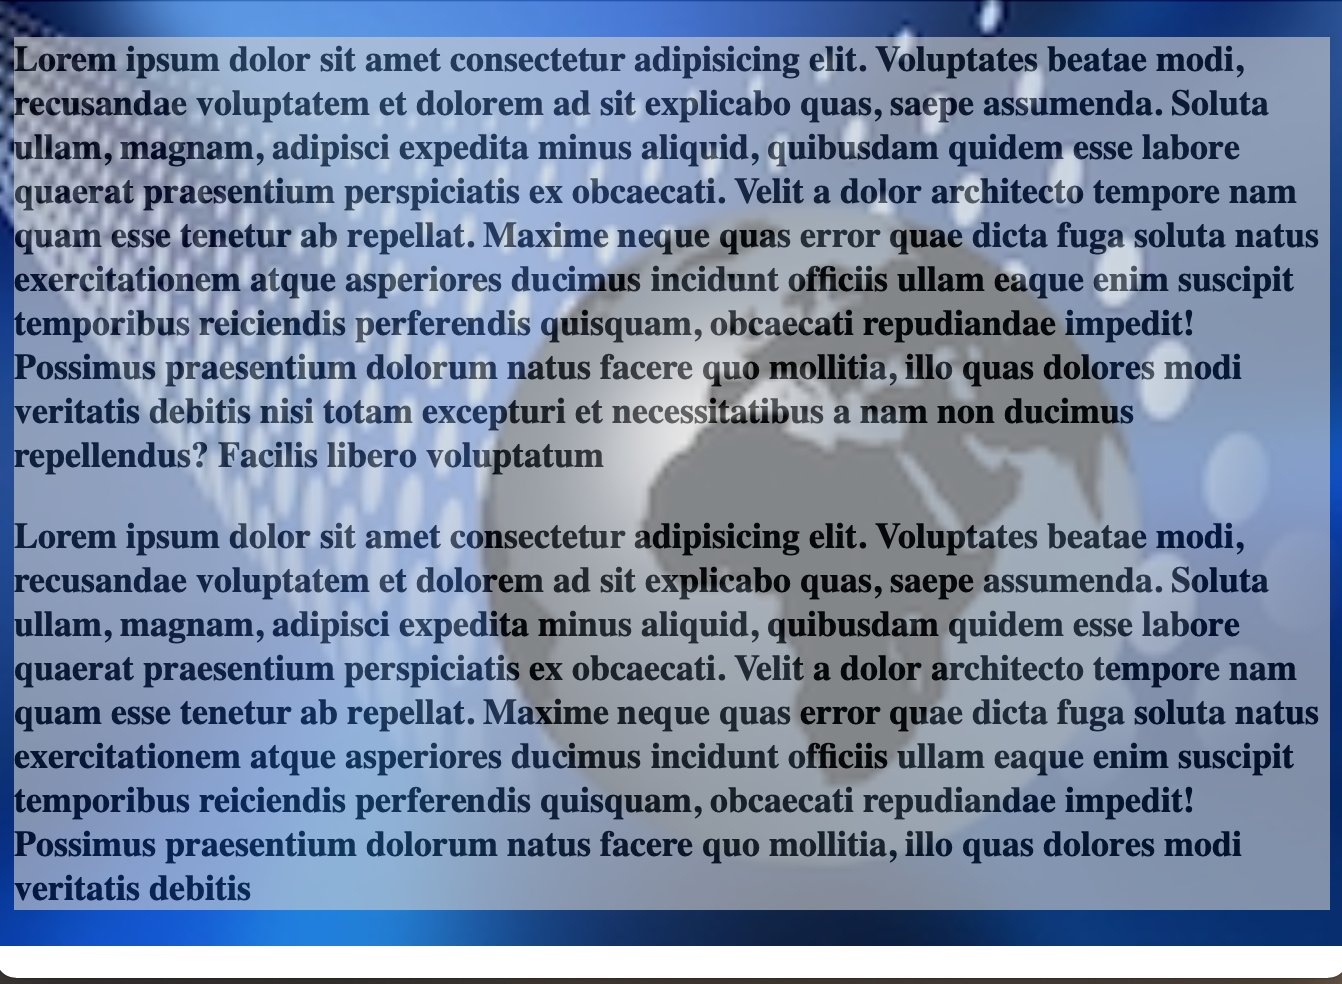 Lorem ipsum dolor sit amet consectetur adipisicing elit. Voluptates beatae modi,
recusandae voluptatem et dolorem ad sit explicabo quas, saepe assumenda. Soluta
ullam, magnam, adipisci expedita minus aliquid, quibusdam quidem esse labore
quaerat praesentium perspiciatis ex obcaecati. Velit a dolor architecto tempore nam
quam esse tenetur ab repellat. Maxime neque quas error quae dicta fuga soluta natus
exercitationem atque asperiores ducimus incidunt officiis ullam eaque enim suscipit
temporibus reiciendis perferendis quisquam, obcaecati repudiandae impedit!
Possimus praesentium dolorum natus facere quo mollitia, illo quas dolores modi
veritatis debitis nisi totam excepturi et necessitatibus a nam non ducimus
repellendus? Facilis libero voluptatum
Lorem ipsum dolor sit amet consectetur adipisicing elit. Voluptates beatae modi,
recusandae voluptatem et dolorem ad sit explicabo quas, saepe assumenda. Soluta
ullam, magnam, adipisci expedita minus aliquid, quibusdam quidem esse labore
quaerat praesentium perspiciatis ex obcaecati. Velit a dolor architecto tempore nam
quam esse tenetur ab repellat. Maxime neque quas error quae dicta fuga soluta natus
exercitationem atque asperiores ducimus incidunt officiis ullam eaque enim suscipit
temporibus reiciendis perferendis quisquam, obcaecati repudiandae impedit!
Possimus praesentium dolorum natus facere quo mollitia, illo quas dolores modi
veritatis debitis